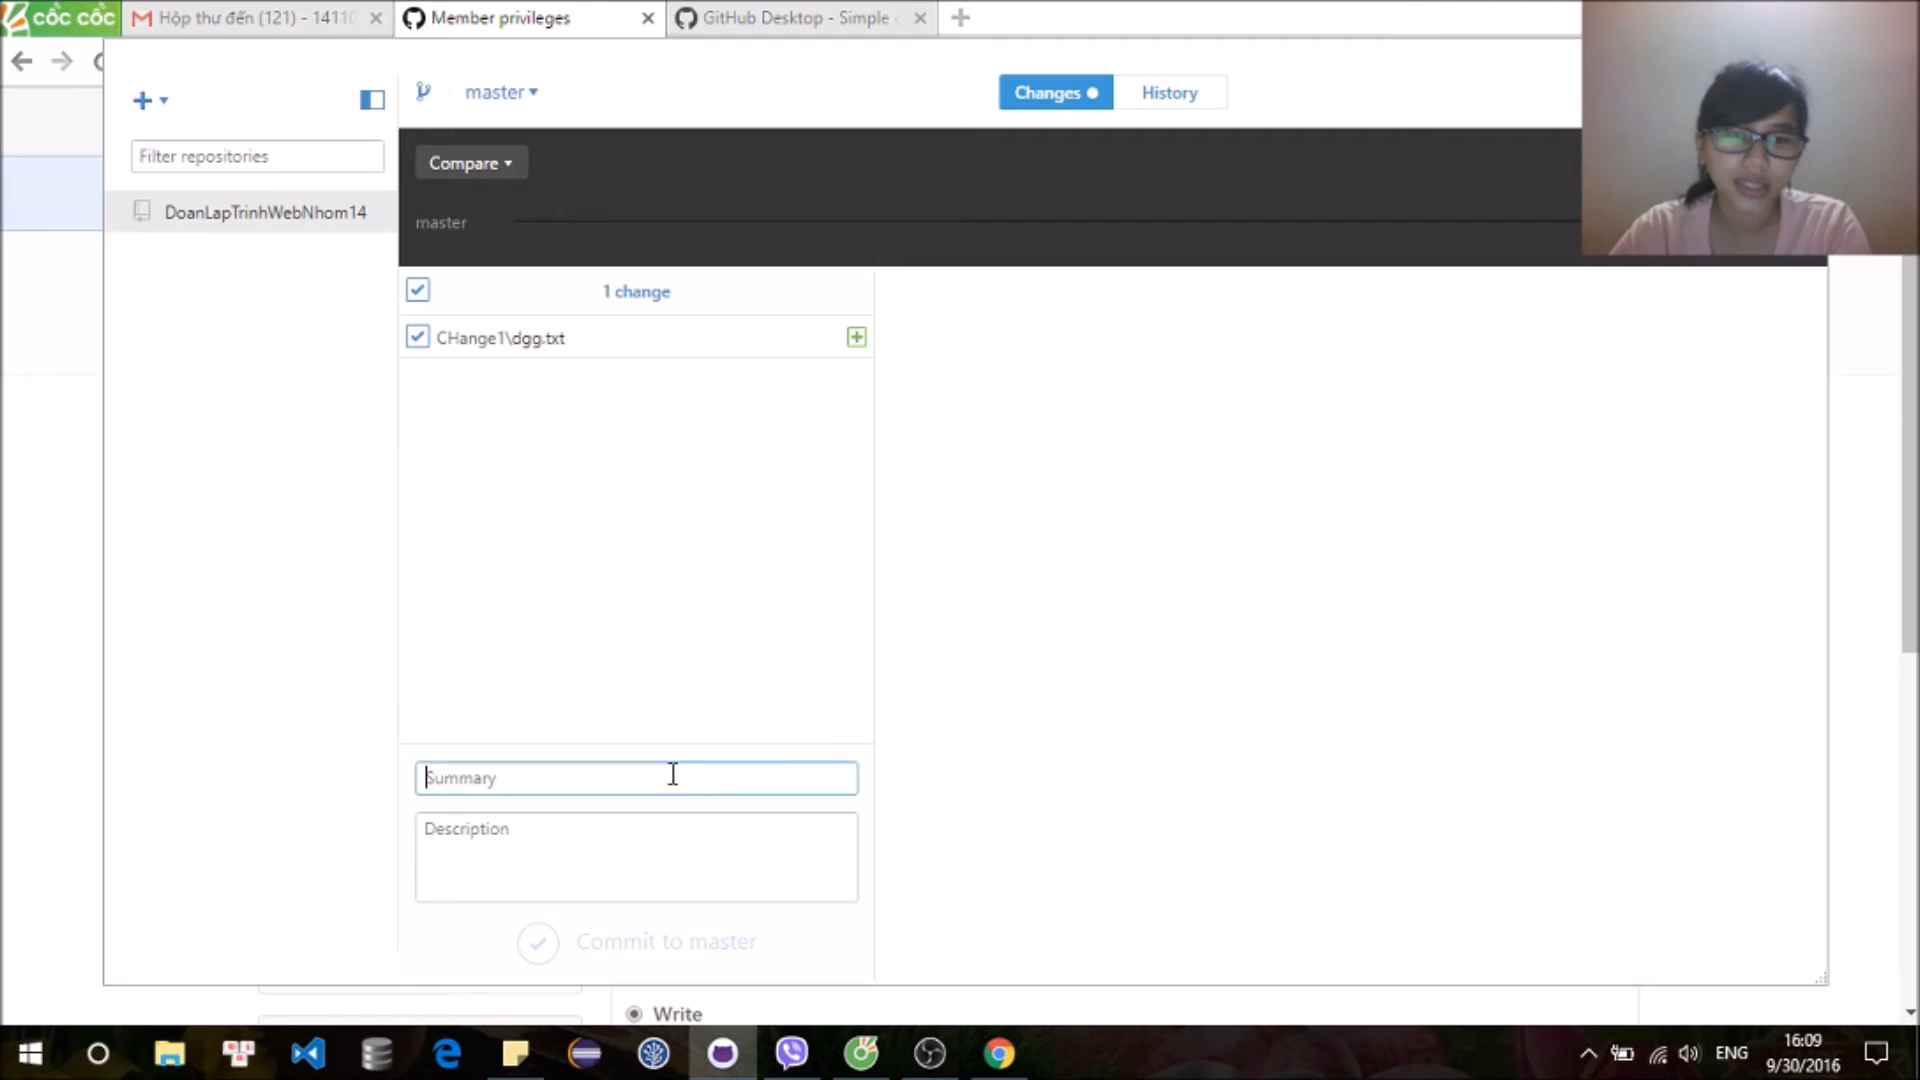 cốc cốc
Hộp thư đến (121) - 1411
Member privileges
GitHub Desktop - Simple
master
Changes
History
Filter repositories
Compare
DoanLapTrinhWebNhom14
master
1 change
CHange1\dgg.txt
Summary
Description
Commit to master
Write
ENG
16:09
9/30/2016